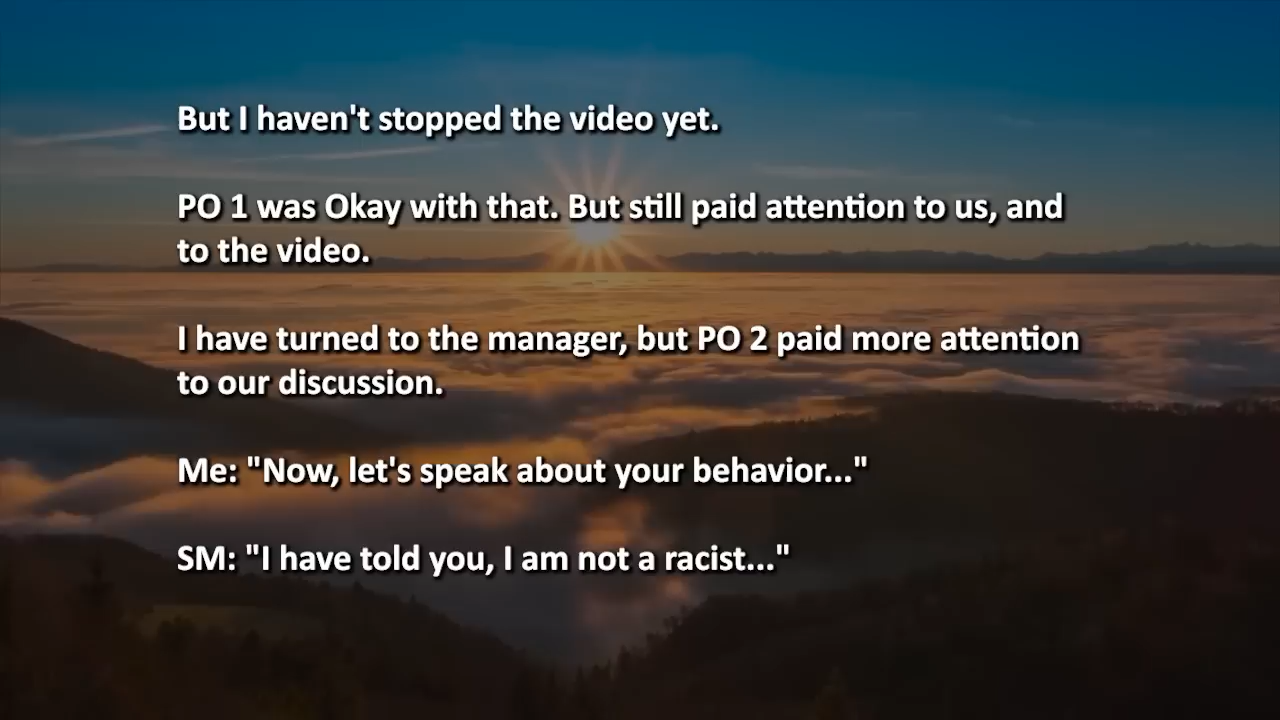 But I haven't stopped the video yet.
PO 1 was Okay with that. But still paid attention to us, and
to the video.
I have turned to the manager, but PO 2 paid more attention
to our discussion.
Me: "Now, let's speak about your behavior..."
SM: "I have told you, I am not a racist..."